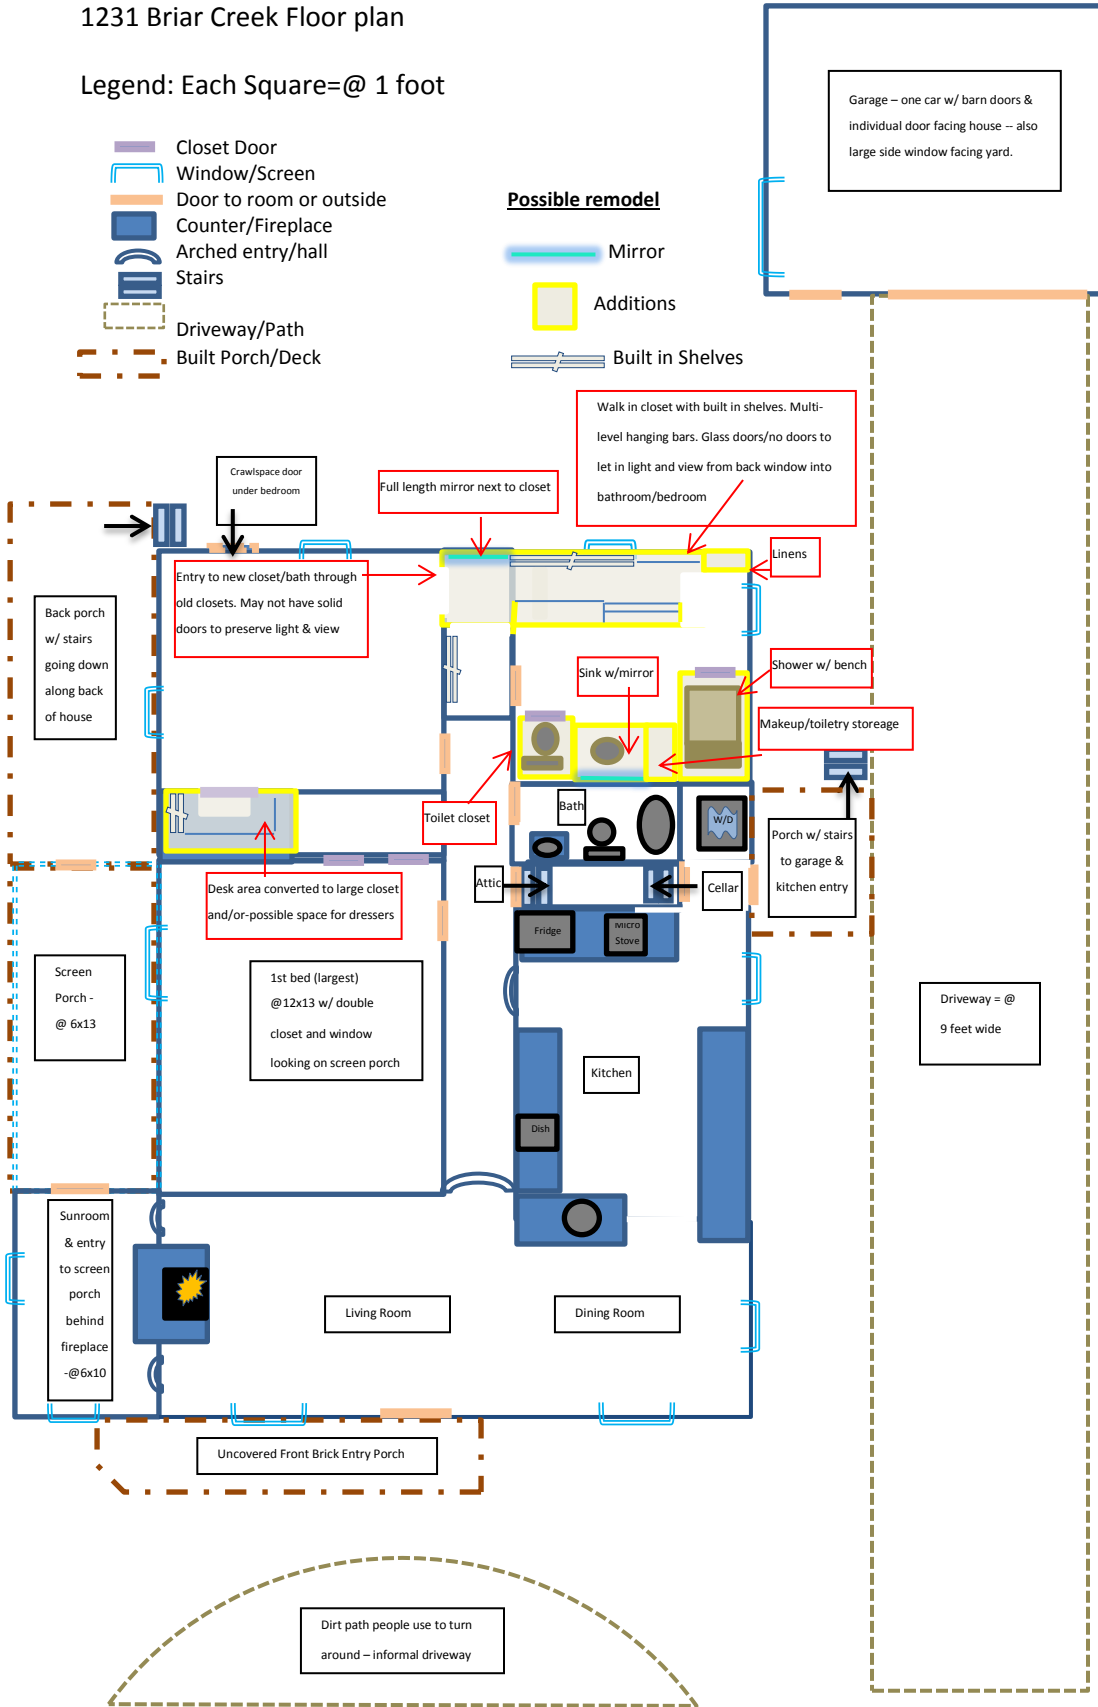 1231 Briar Creek Floor plan
Legend: Each Square=@ 1 foot
Closet Door
Window/Screen
Door to room or outside
Counter/Fireplace
Arched entry/hall
Stairs
Driveway/Path
Built Porch/Deck
Possible remodel
Mirror
Additions
Built in Shelves
Garage – one car w/ barn doors &
individual door facing house -- also
large side window facing yard.
Walk in closet with built in shelves. Multi-
level hanging bars. Glass doors/no doors to
let in light and view from back window into
bathroom/bedroom
Crawlspace door
under bedroom
Full length mirror next to closet
Linens
Entry to new closet/bath through
old closets. May not have solid
doors to preserve light & view
Back porch
w/ stairs
going down
along back
of house
Sink w/mirror
Shower w/ bench
Makeup/toiletry storeage
Toilet closet
Bath
W/D
Porch w/ stairs
to garage &
kitchen entry
Attic
Cellar
Desk area converted to large closet
and/or-possible space for dressers
Fridge
Micro
Stove
Screen
Porch -
@ 6x13
1st bed (largest)
@12x13 w/ double
closet and window
looking on screen porch
Driveway = @
9 feet wide
Kitchen
Dish
Sunroom
& entry
to screen
porch
behind
fireplace
-@6x10
Living Room
Dining Room
Uncovered Front Brick Entry Porch
Dirt path people use to turn
around – informal driveway